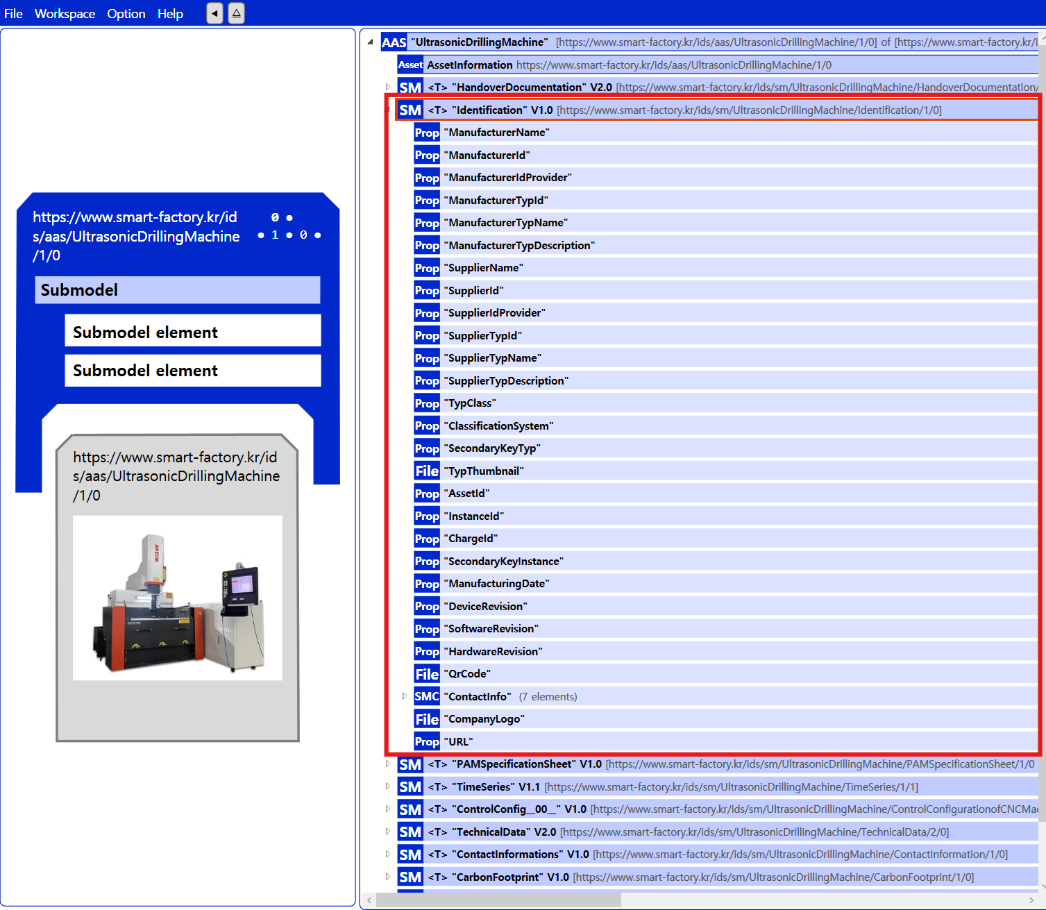 File Workspace Option Help
https://www.smart-factory.kr/id
s/aas/UltrasonicDrillingMachine
/1/0
0
1 0
Submodel
Submodel element
Submodel element
https://www.smart-factory.kr/id
s/aas/UltrasonicDrillingMachine
/1/0
AAS "UltrasonicDrillingMachine" [https://www.smart-factory.kr/ids/aas/UltrasonicDrillingMachine/1/0] of [https://www.smart-factory.kr/i
Asset AssetInformation https://www.smart-factory.kr/ids/aas/UltrasonicDrillingMachine/1/0
SM <T> "HandoverDocumentation" V2.0 [https://www.smart-factory.kr/ids/sm/UltrasonicDrillingMachine/HandoverDocumentation/
SM <T> "Identification" V1.0 [https://www.smart-factory.kr/ids/sm/UltrasonicDrillingMachine/Identification/1/0]
Prop "ManufacturerName"
Prop "ManufacturerId"
Prop "ManufacturerIdProvider"
Prop "ManufacturerTypId"
Prop "ManufacturerTypName"
Prop "ManufacturerTypDescription"
Prop "SupplierName"
Prop "SupplierId"
Prop "SupplierIdProvider"
Prop "SupplierTypId"
Prop "SupplierTypName"
Prop "SupplierTypDescription"
Prop "TypClass"
Prop "ClassificationSystem"
Prop "SecondaryKeyTyp"
File "TypThumbnail"
Prop "AssetId"
Prop "InstanceId"
Prop "ChargeId"
Prop "SecondaryKeyInstance"
Prop "ManufacturingDate"
Prop "DeviceRevision"
Prop "SoftwareRevision"
Prop "HardwareRevision"
File "QrCode"
SMC "ContactInfo" (7 elements)
File "CompanyLogo"
Prop "URL"
SM <T> "PAMSpecificationSheet" V1.0 [https://www.smart-factory.kr/ids/sm/UltrasonicDrillingMachine/PAMSpecificationSheet/1/0
SM <T> "TimeSeries" V1.1 [https://www.smart-factory.kr/ids/sm/UltrasonicDrillingMachine/TimeSeries/1/1]
SM <T> "ControlConfig__00__" V1.0 [https://www.smart-factory.kr/ids/sm/UltrasonicDrillingMachine/ControlConfigurationofCNCMac
SM <T> "TechnicalData" V2.0 [https://www.smart-factory.kr/ids/sm/UltrasonicDrillingMachine/TechnicalData/2/0]
SM <T> "ContactInformations" V1.0 [https://www.smart-factory.kr/ids/sm/UltrasonicDrillingMachine/ContactInformation/1/0]
SM <T> "CarbonFootprint" V1.0 [https://www.smart-factory.kr/ids/sm/UltrasonicDrillingMachine/CarbonFootprint/1/0]